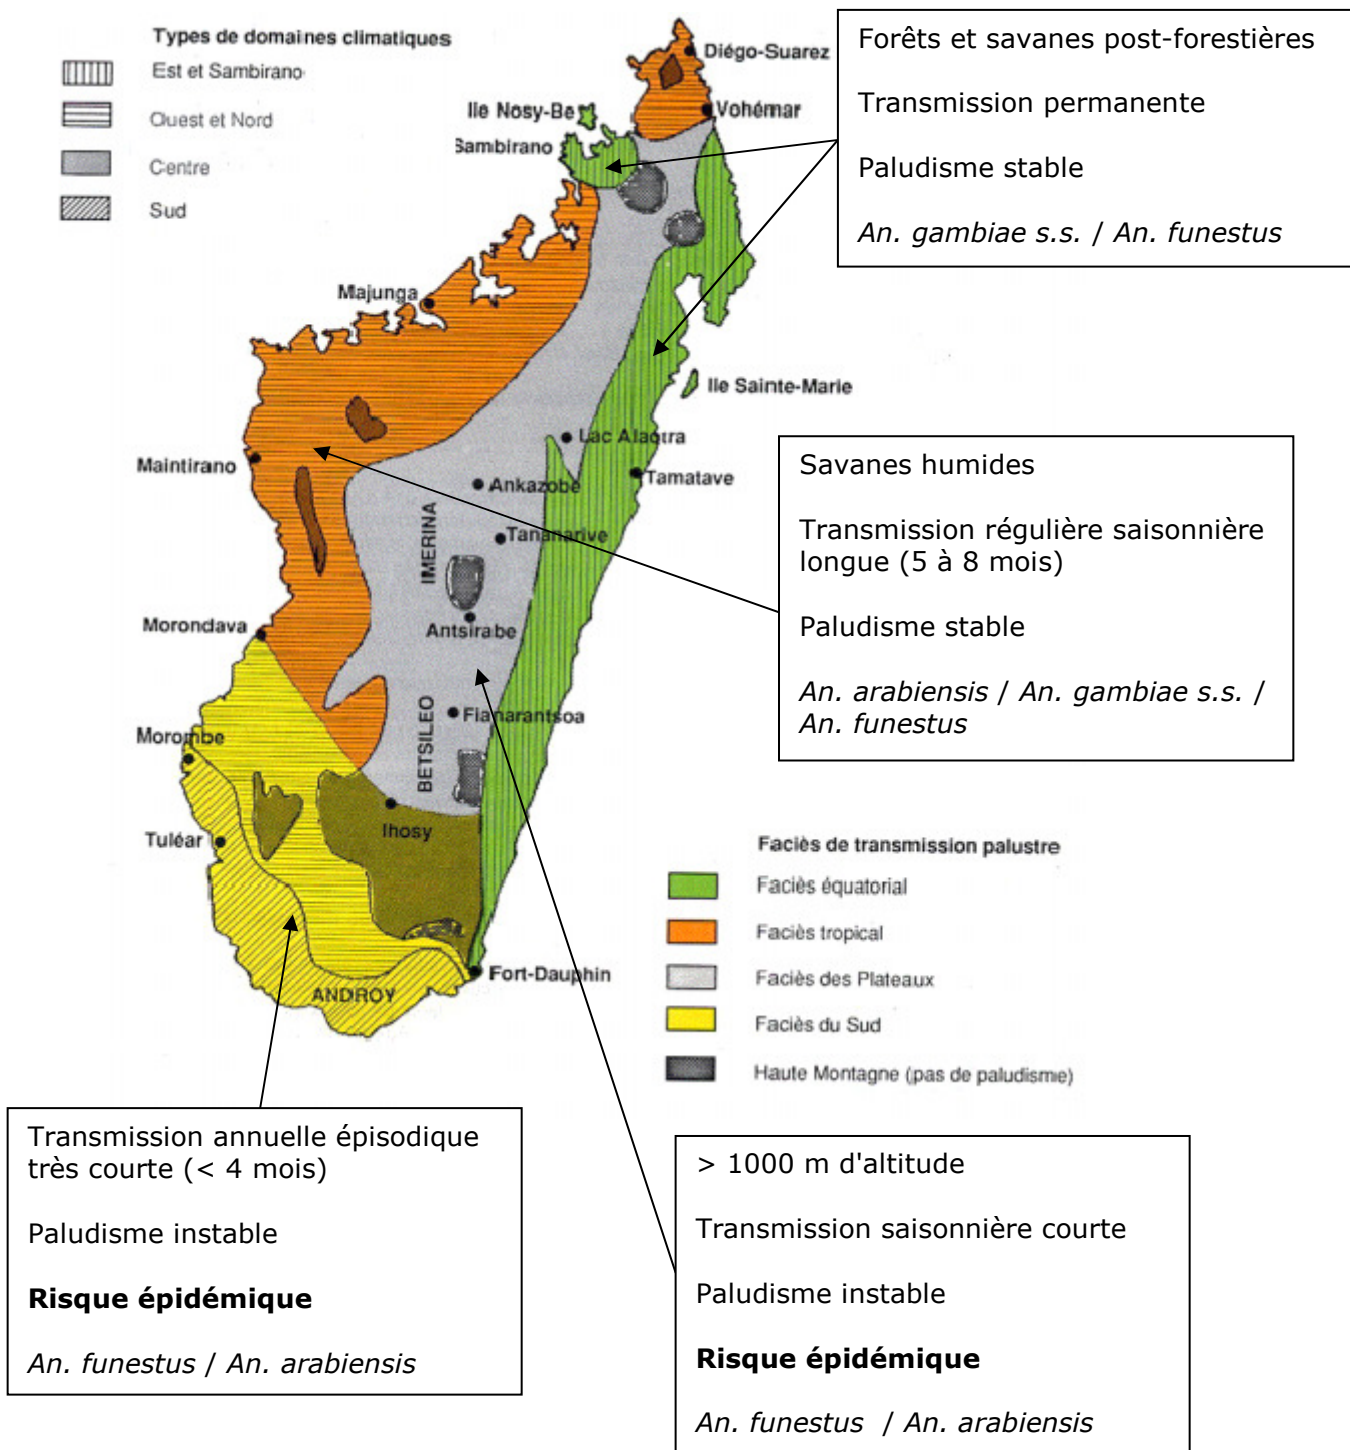 Types de domaines climatiques
Est et Sambirano
Ouest et Nord
Centre
Sud
Diégo-Suarez
Ile Nosy-Be
Vohémar
Sambirano
Forêts et savanes post-forestières
Transmission permanente
Paludisme stable
An. gambiae s.s. / An. funestus
Majunga
Ile Sainte-Marie
Lac Alaotra
Maintirano
Tamatave
Ankazobe
Tananarive
IMERINA
Savanes humides
Transmission régulière saisonnière
longue (5 à 8 mois)
Paludisme stable
An. arabiensis / An. gambiae s.s. /
An. funestus
Antsirabe
Morondava
Fianarantsoa
BETSILEO
Morombe
Ihosy
Tuléar
Fort-Dauphin
ANDROY
Faciès de transmission palustre
Faciès équatorial
Faciès tropical
Faciès des Plateaux
Faciès du Sud
Haute Montagne (pas de paludisme)
Transmission annuelle épisodique
très courte (< 4 mois)
Paludisme instable
Risque épidémique
An. funestus / An. arabiensis
> 1000 m d'altitude
Transmission saisonnière courte
Paludisme instable
Risque épidémique
An. funestus / An. arabiensis